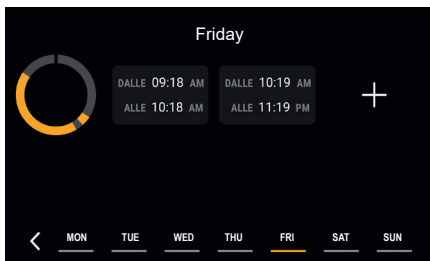 Friday
DALLE 09:18 AM
ALLE 10:18 AM
DALLE 10:19 AM
ALLE 11:19 PM
MON TUE WED THU FRI SAT SUN